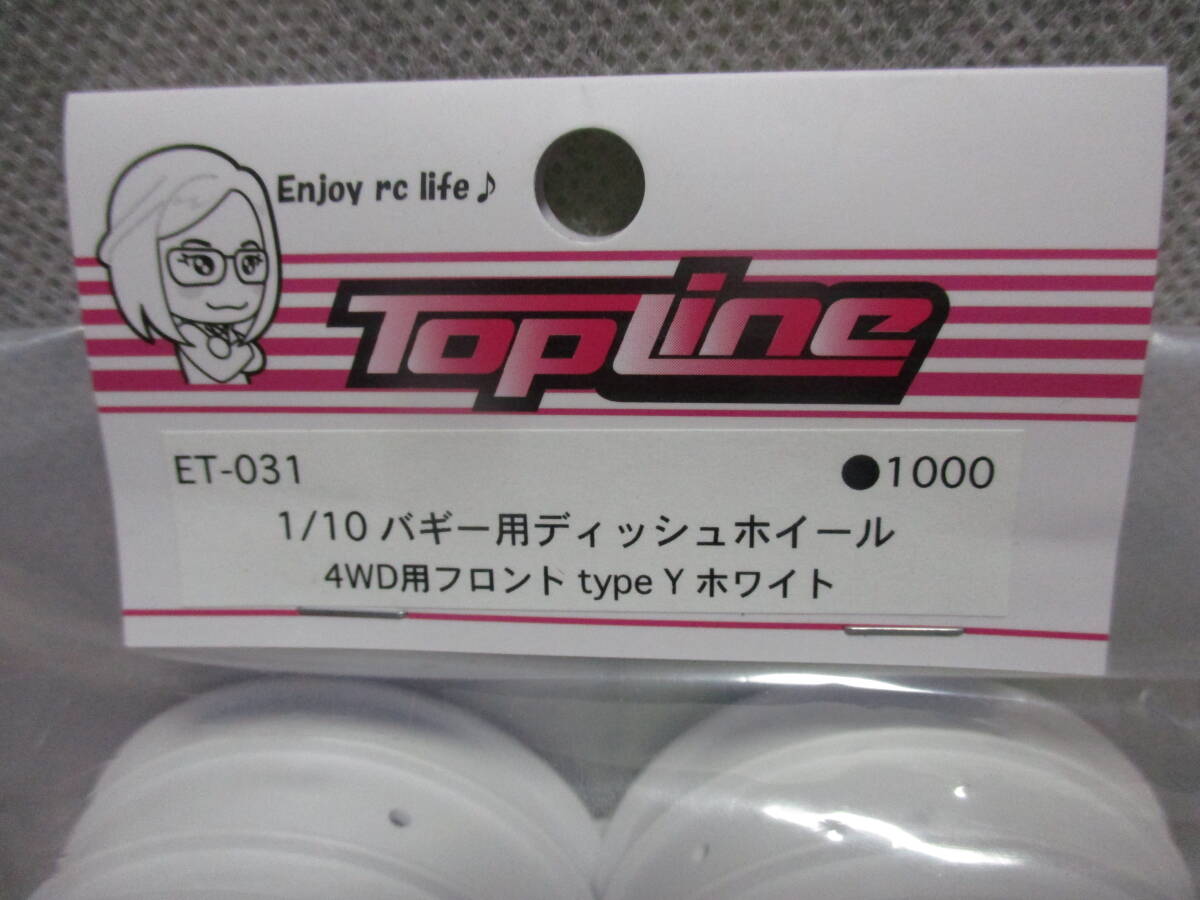 Enjoy rc life♪
TopLine
ET-031 ●1000
1/10 バギー用ディッシュホイール
4WD用フロント type Y ホワイト